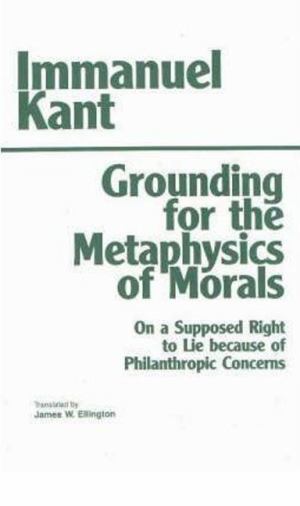 Immanuel
Kant
Grounding
for the
Metaphysics
of Morals
On a Supposed Right
to Lie because of
Philanthropic Concerns
Translated by
James W. Ellington